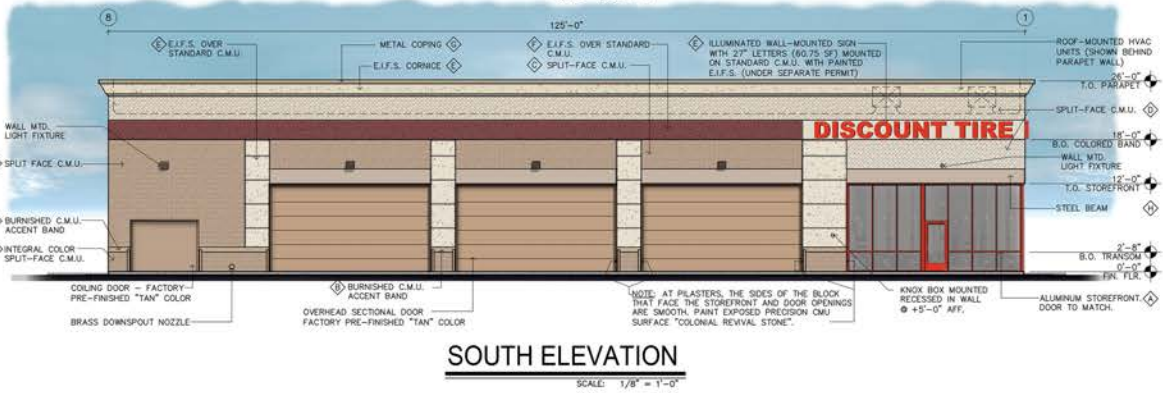 8
125'-0"
1
E E.I.F.S. OVER
STANDARD C.M.U.
METAL COPING G
E.I.F.S. CORNICE E
F E.I.F.S. OVER STANDARD
C.M.U.
C SPLIT-FACE C.M.U.
E ILLUMINATED WALL-MOUNTED SIGN
WITH 27" LETTERS (60.75 SF) MOUNTED
ON STANDARD C.M.U. WITH PAINTED
E.I.F.S. (UNDER SEPARATE PERMIT)
ROOF-MOUNTED HVAC
UNITS (SHOWN BEHIND
PARAPET WALL)
26'-0"
T.O. PARAPET
SPLIT-FACE C.M.U. D
DISCOUNT TIRE
WALL MTD.
LIGHT FIXTURE
SPLIT FACE C.M.U.
18'-0"
B.O. COLORED BAND
WALL MTD.
LIGHT FIXTURE
12'-0"
T.O. STOREFRONT
STEEL BEAM H
BURNISHED C.M.U.
ACCENT BAND
INTEGRAL COLOR
SPLIT-FACE C.M.U.
2'-8"
B.O. TRANSOM
0'-0"
FIN. FLR.
COILING DOOR - FACTORY
PRE-FINISHED "TAN" COLOR
BRASS DOWNSPOUT NOZZLE
B BURNISHED C.M.U.
ACCENT BAND
OVERHEAD SECTIONAL DOOR
FACTORY PRE-FINISHED "TAN" COLOR
NOTE: AT PILASTERS, THE SIDES OF THE BLOCK
THAT FACE THE STOREFRONT AND DOOR OPENINGS
ARE SMOOTH. PAINT EXPOSED PRECISION CMU
SURFACE "COLONIAL REVIVAL STONE".
KNOX BOX MOUNTED
RECESSED IN WALL
@ +5'-0" AFF.
ALUMINUM STOREFRONT. A
DOOR TO MATCH.
SOUTH ELEVATION
SCALE: 1/8" = 1'-0"